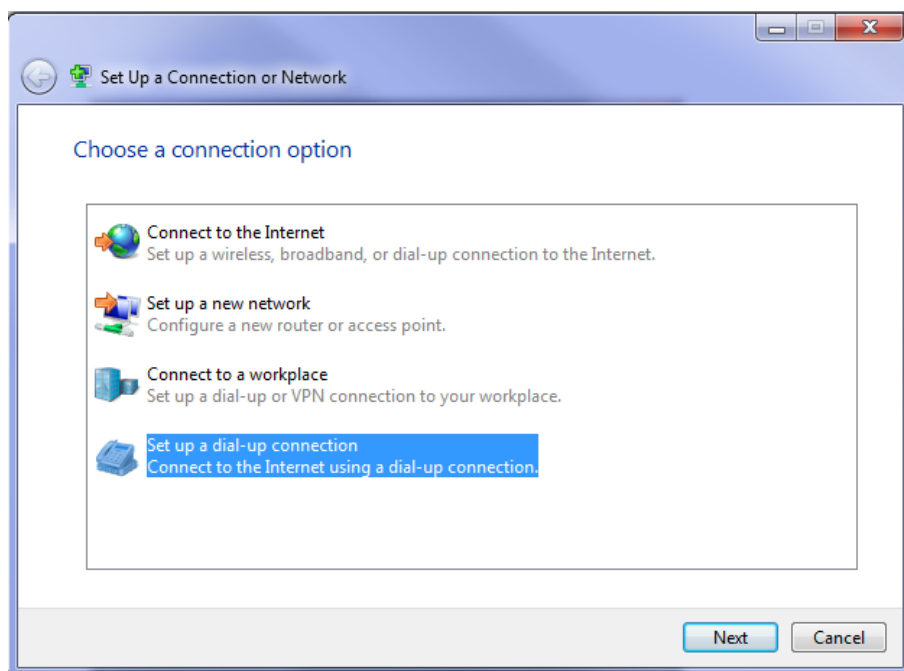 Set Up a Connection or Network
Choose a connection option
Connect to the Internet
Set up a wireless, broadband, or dial-up connection to the Internet.
Set up a new network
Configure a new router or access point.
Connect to a workplace
Set up a dial-up or VPN connection to your workplace.
Set up a dial-up connection
Connect to the Internet using a dial-up connection.
Next Cancel